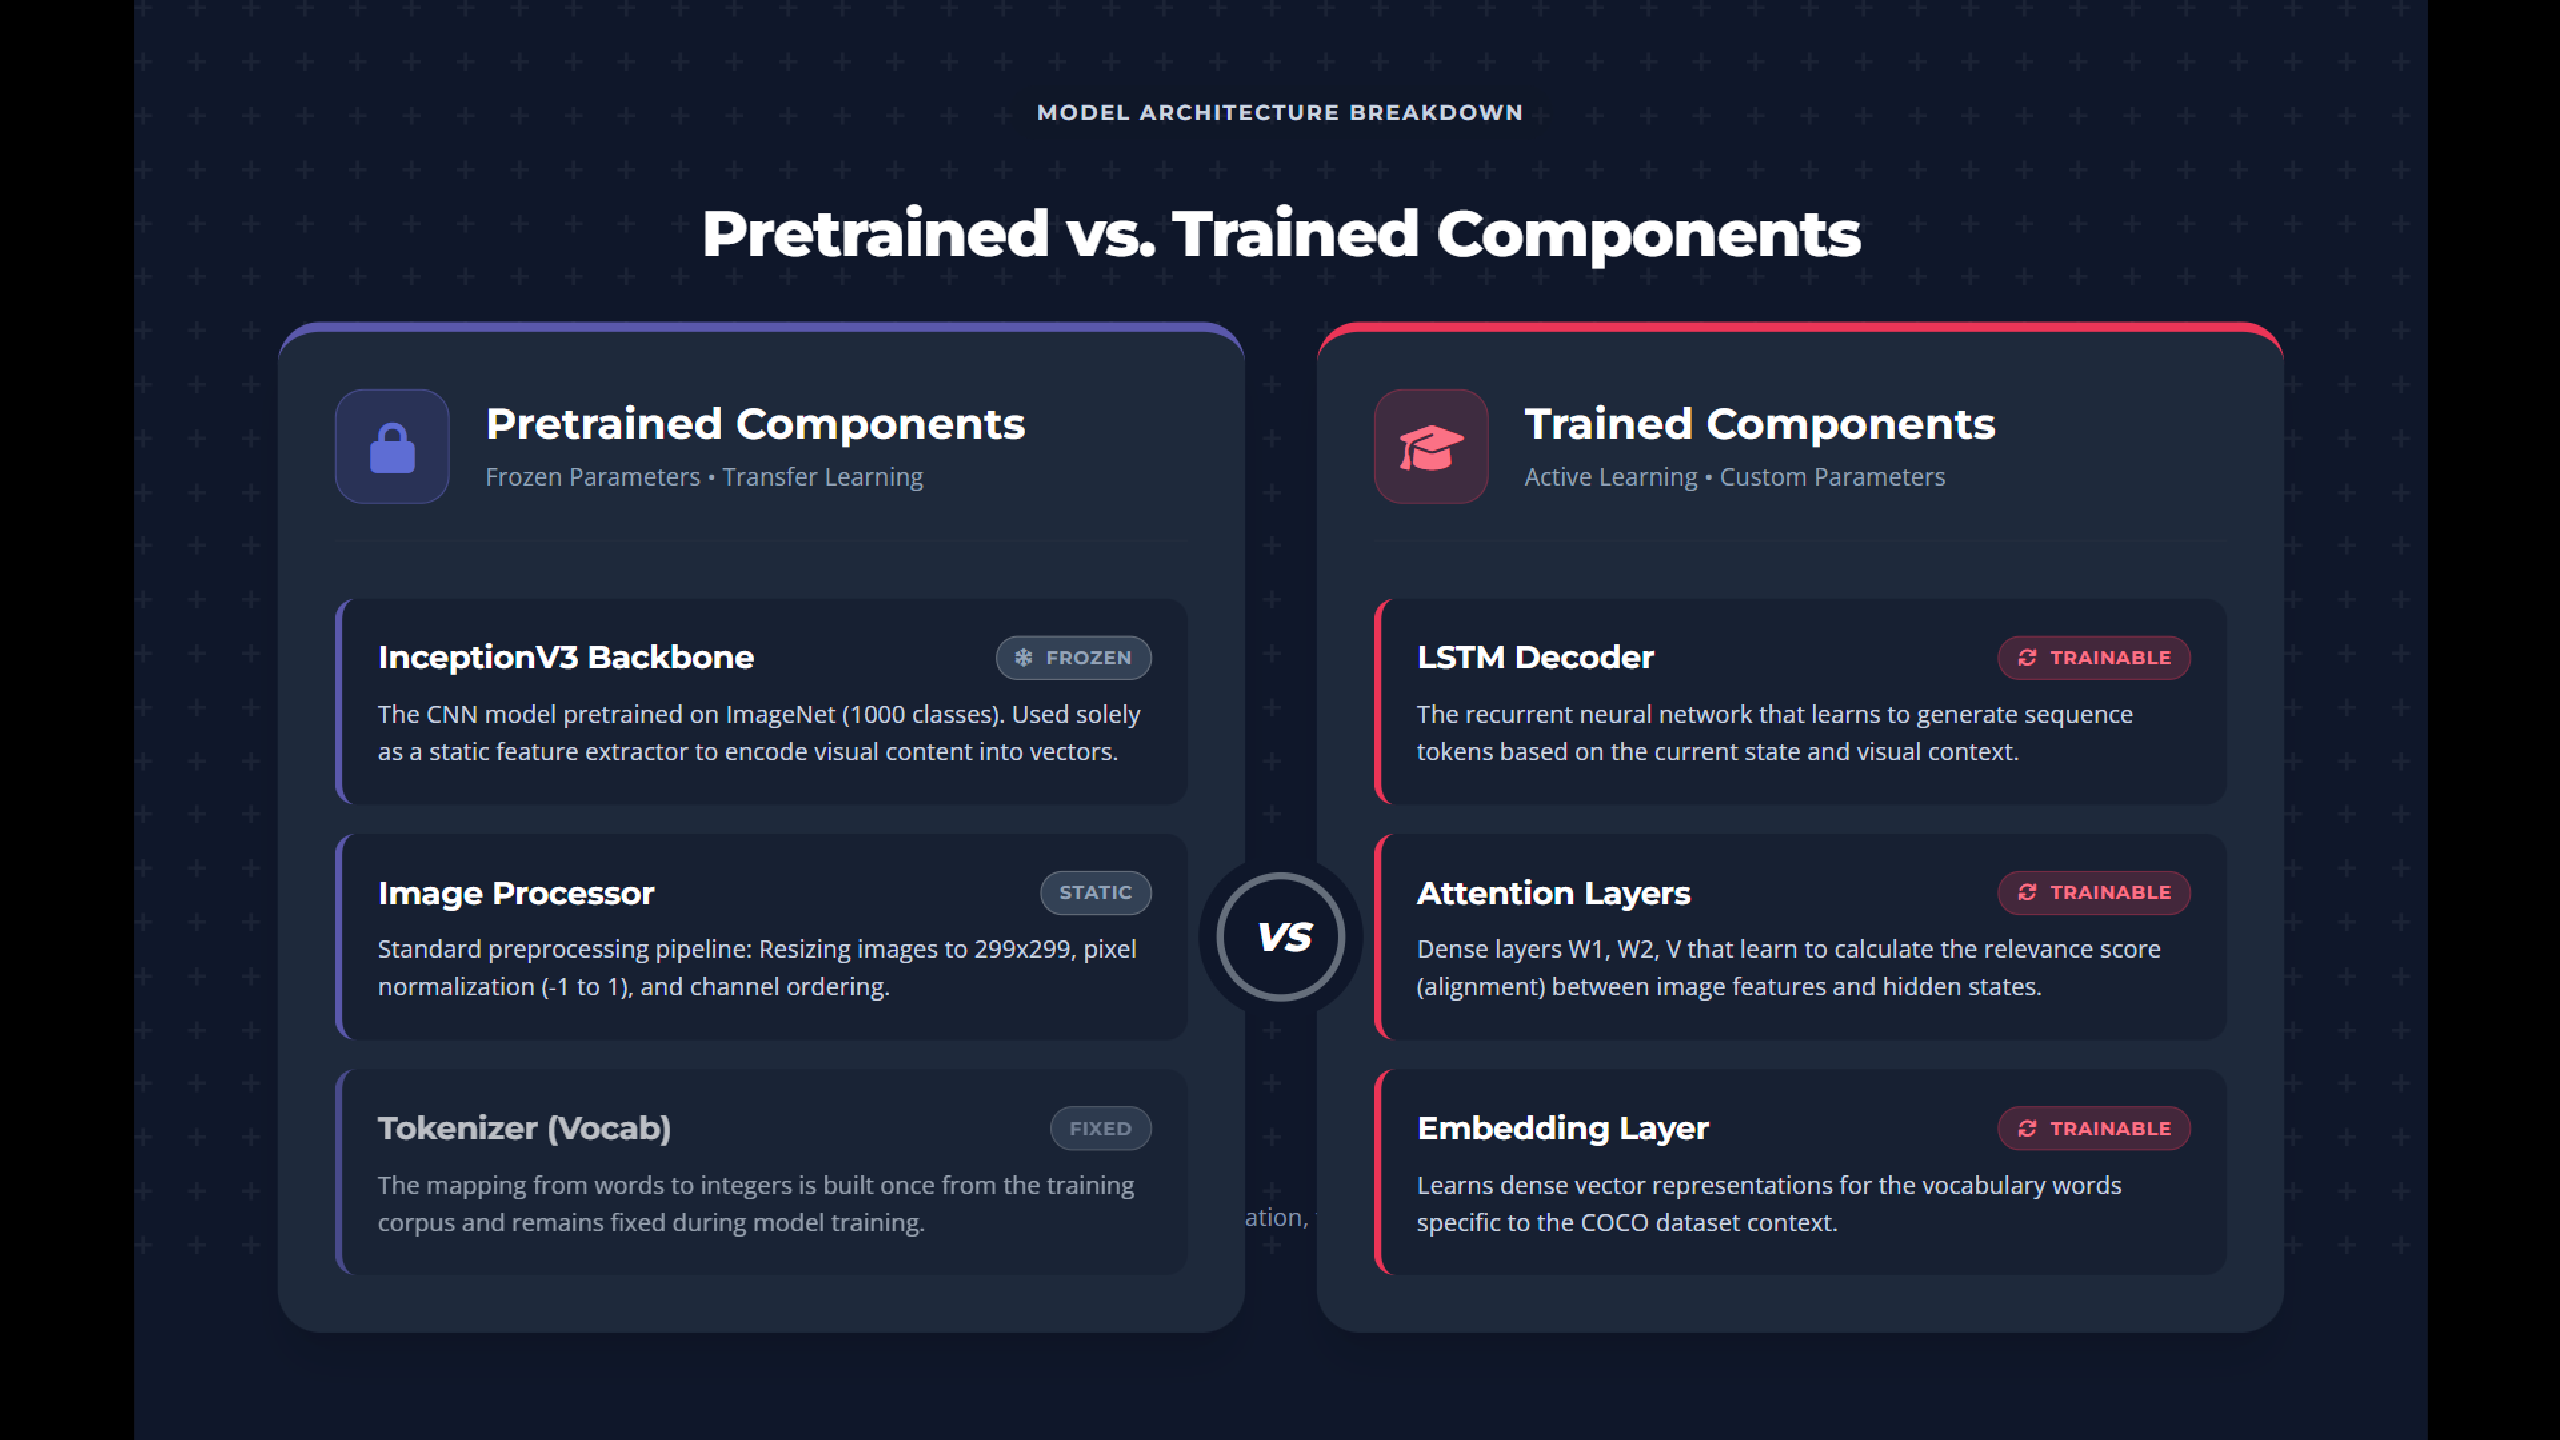 MODEL ARCHITECTURE BREAKDOWN
Pretrained vs. Trained Components
Pretrained Components
Frozen Parameters • Transfer Learning
InceptionV3 Backbone
FROZEN
The CNN model pretrained on ImageNet (1000 classes). Used solely
as a static feature extractor to encode visual content into vectors.
Image Processor
STATIC
Standard preprocessing pipeline: Resizing images to 299x299, pixel
normalization (-1 to 1), and channel ordering.
Tokenizer (Vocab)
FIXED
The mapping from words to integers is built once from the training
corpus and remains fixed during model training.
VS
ation,
Trained Components
Active Learning • Custom Parameters
LSTM Decoder
TRAINABLE
The recurrent neural network that learns to generate sequence
tokens based on the current state and visual context.
Attention Layers
TRAINABLE
Dense layers W1, W2, V that learn to calculate the relevance score
(alignment) between image features and hidden states.
Embedding Layer
TRAINABLE
Learns dense vector representations for the vocabulary words
specific to the COCO dataset context.